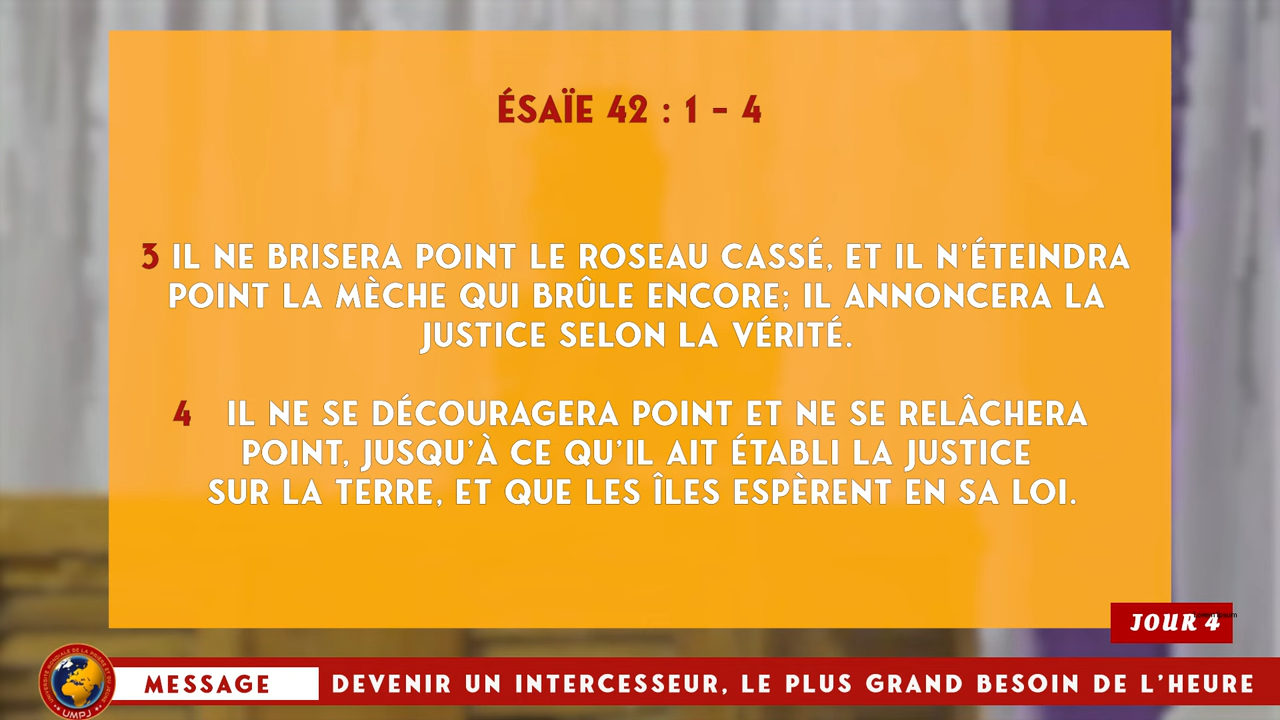 ÉSAÏE 42 : 1 - 4
3 IL NE BRISERA POINT LE ROSEAU CASSÉ, ET IL N'ÉTEINDRA
POINT LA MÈCHE QUI BRÛLE ENCORE; IL ANNONCERA LA
JUSTICE SELON LA VÉRITÉ.
4 IL NE SE DÉCOURAGERA POINT ET NE SE RELÂCHERA
POINT, JUSQU'À CE QU'IL AIT ÉTABLI LA JUSTICE
SUR LA TERRE, ET QUE LES ÎLES ESPÈRENT EN SA LOI.
JOUR 4
MESSAGE
DEVENIR UN INTERCESSEUR, LE PLUS GRAND BESOIN DE L'HEURE
UMPJ